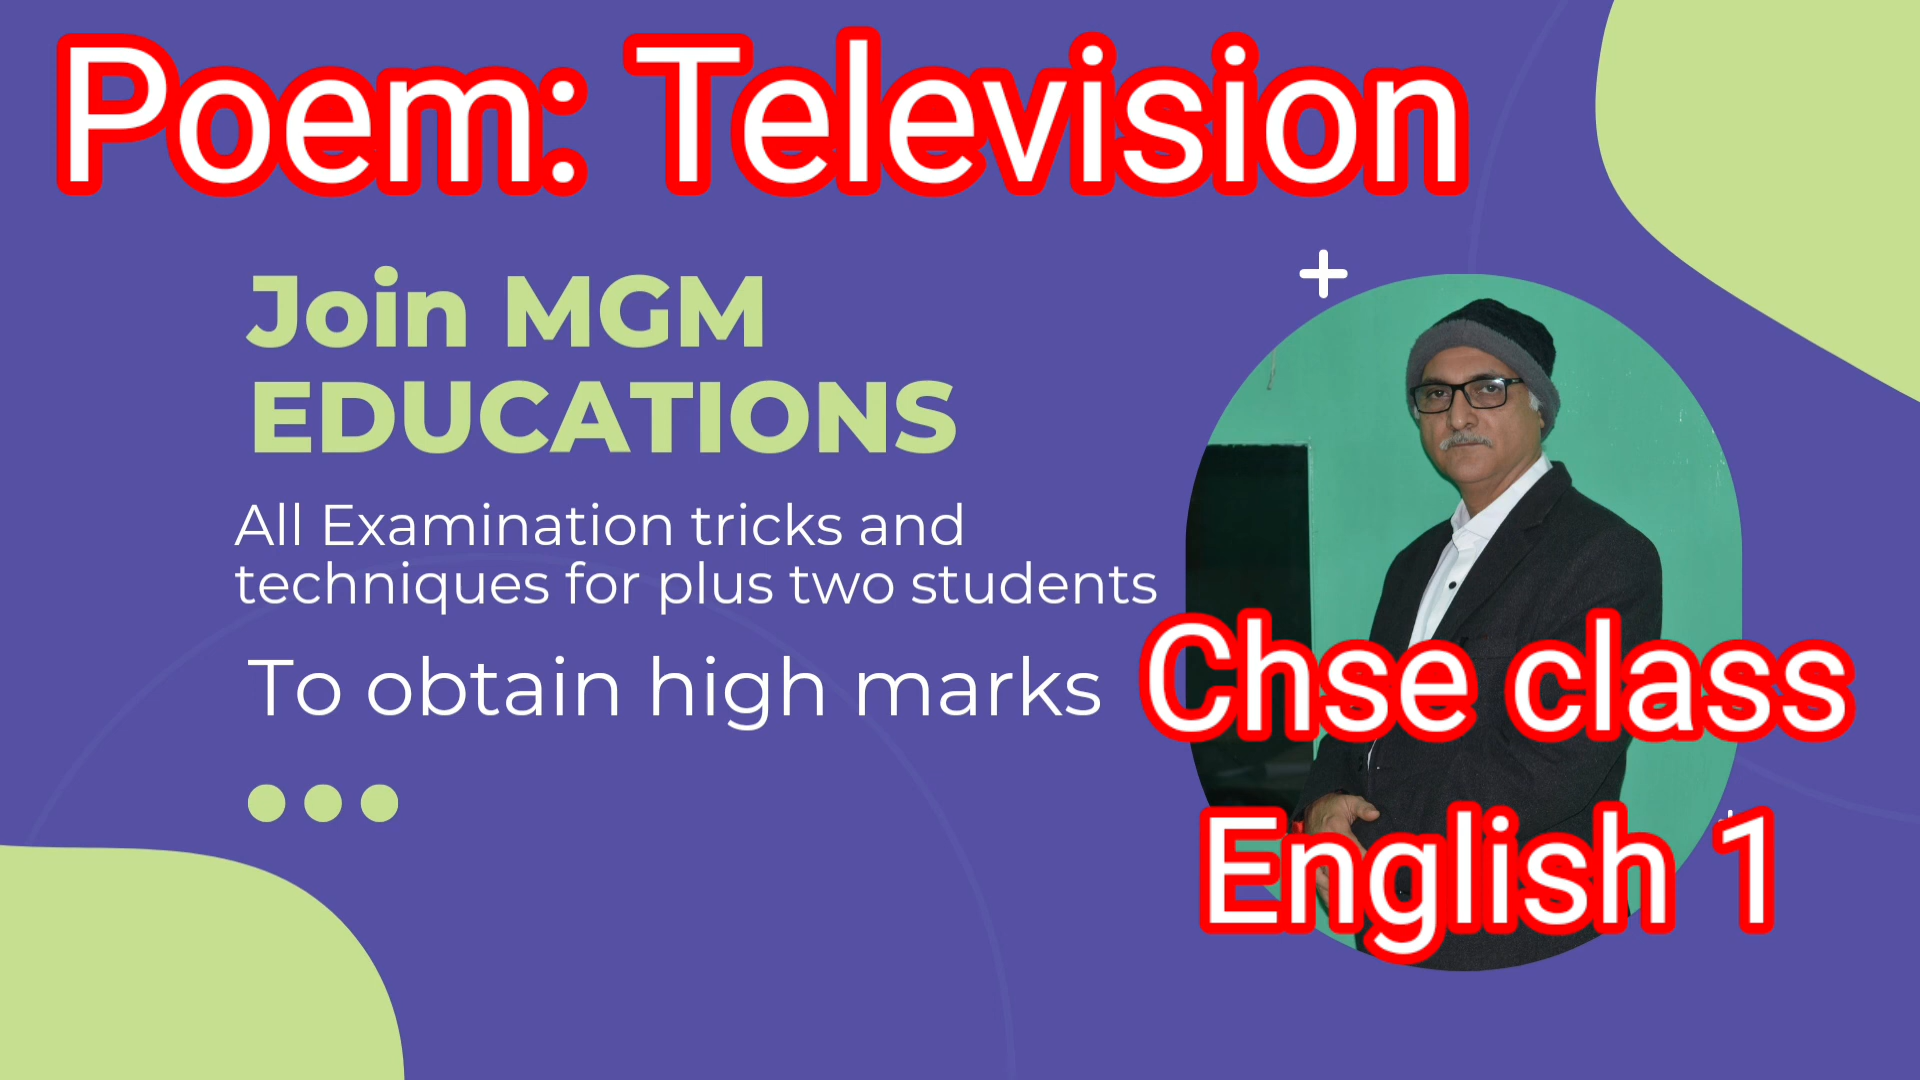 Poem: Television
Join MGM
EDUCATIONS
All Examination tricks and
techniques for plus two students
To obtain high marks
Chse class
English 1